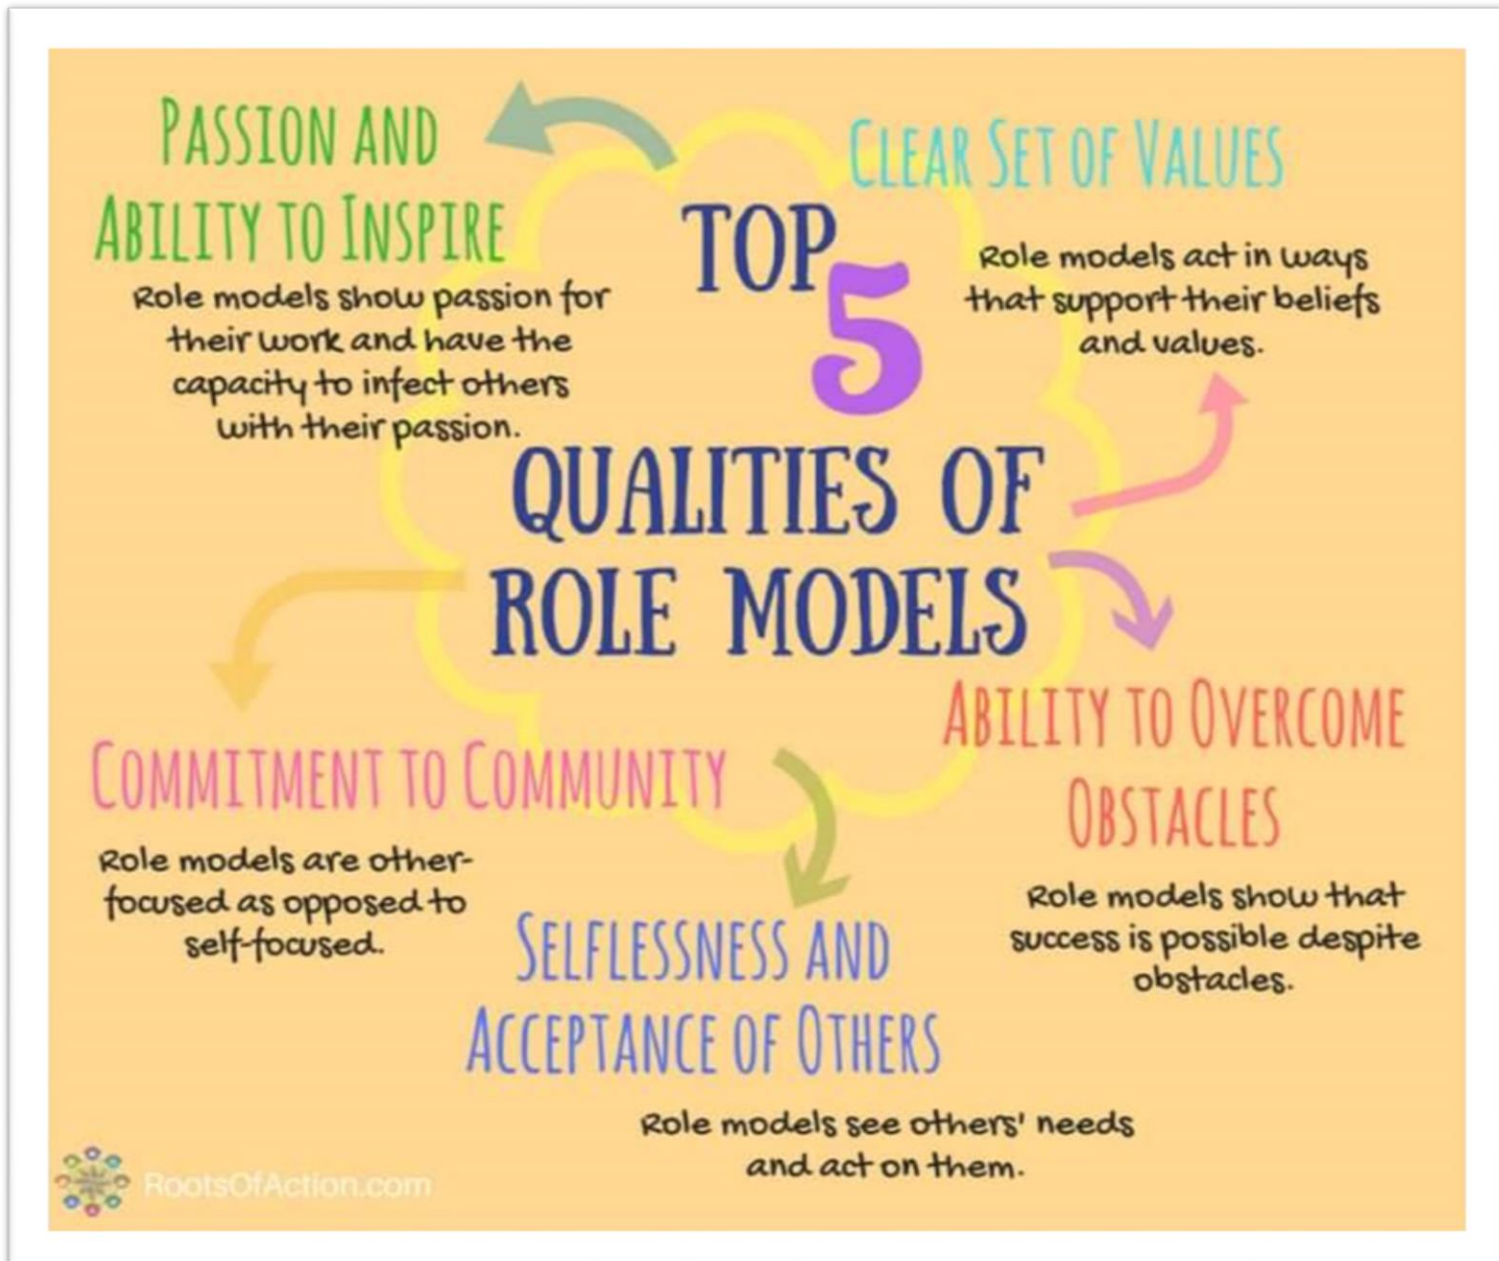 TOP
5
QUALITIES OF
ROLE MODELS
PASSION AND
ABILITY TO INSPIRE
Role models show passion for
their work and have the
capacity to infect others
with their passion.
CLEAR SET OF VALUES
Role models act in ways
that support their beliefs
and values.
COMMITMENT TO COMMUNITY
Role models are other-
focused as opposed to
self-focused.
ABILITY TO OVERCOME
OBSTACLES
Role models show that
success is possible despite
obstacles.
SELFLESSNESS AND
ACCEPTANCE OF OTHERS
Role models see others' needs
and act on them.
RootsOfAction.com